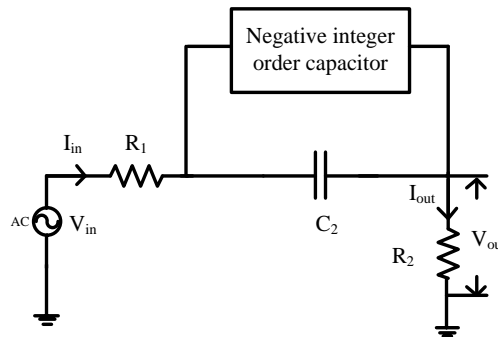 Negative integer
order capacitor
I_in
R_1
AC
V_in
C_2
I_out
R_2
V_ou